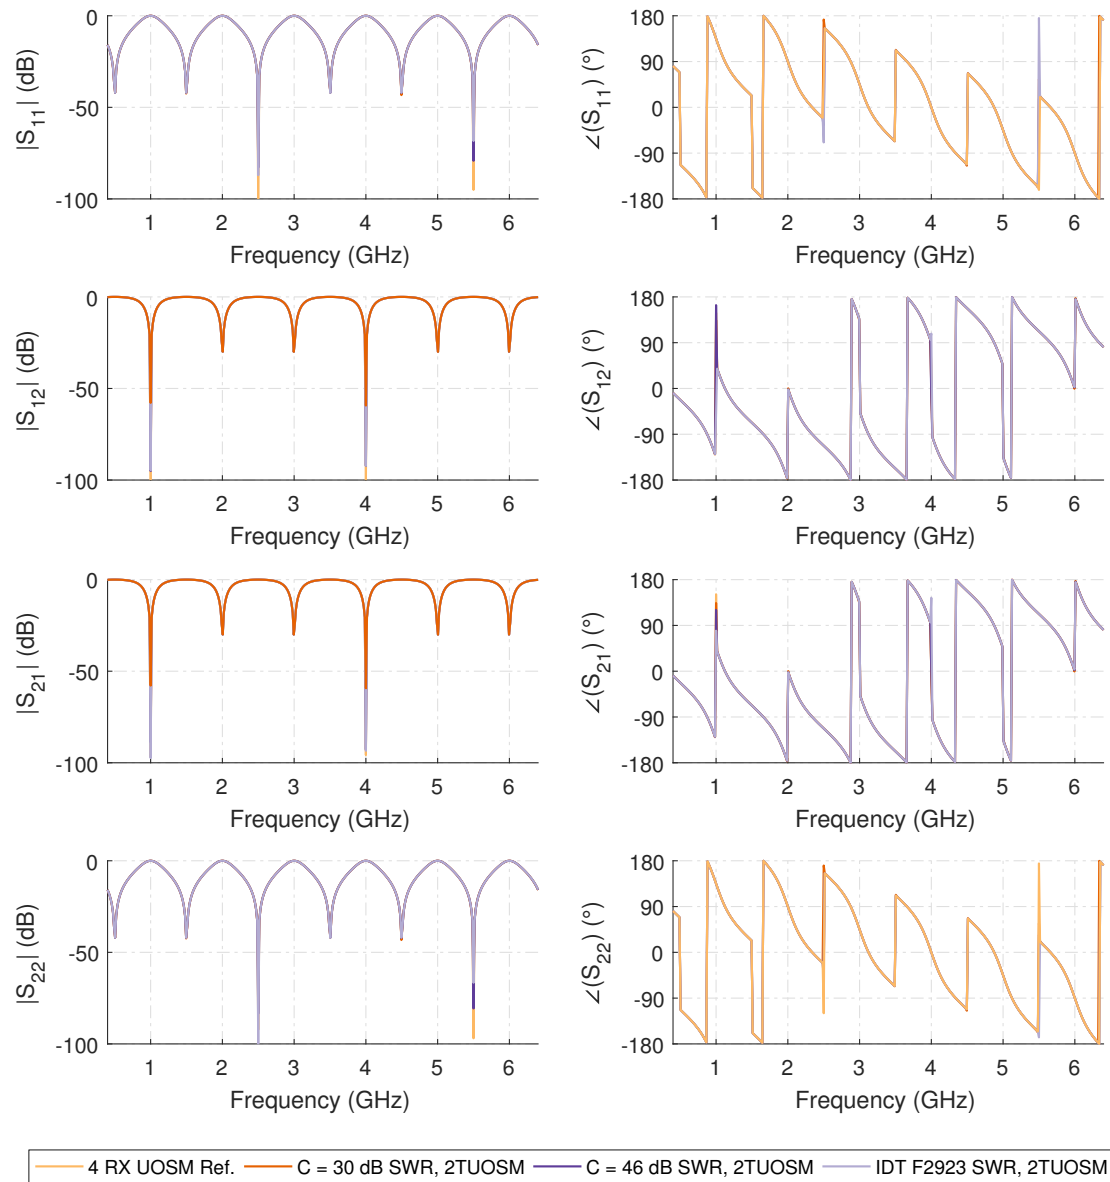 0
-50
-100
|S11| (dB)
1 2 3 4 5 6
Frequency (GHz)
180
90
0
-90
-180
∠(S11) (°)
1 2 3 4 5 6
Frequency (GHz)
0
-50
-100
|S12| (dB)
1 2 3 4 5 6
Frequency (GHz)
180
90
0
-90
-180
∠(S12) (°)
1 2 3 4 5 6
Frequency (GHz)
0
-50
-100
|S21| (dB)
1 2 3 4 5 6
Frequency (GHz)
180
90
0
-90
-180
∠(S21) (°)
1 2 3 4 5 6
Frequency (GHz)
0
-50
-100
|S22| (dB)
1 2 3 4 5 6
Frequency (GHz)
180
90
0
-90
-180
∠(S22) (°)
1 2 3 4 5 6
Frequency (GHz)
4 RX UOSM Ref.
C = 30 dB SWR, 2TUOSM
C = 46 dB SWR, 2TUOSM
IDT F2923 SWR, 2TUOSM